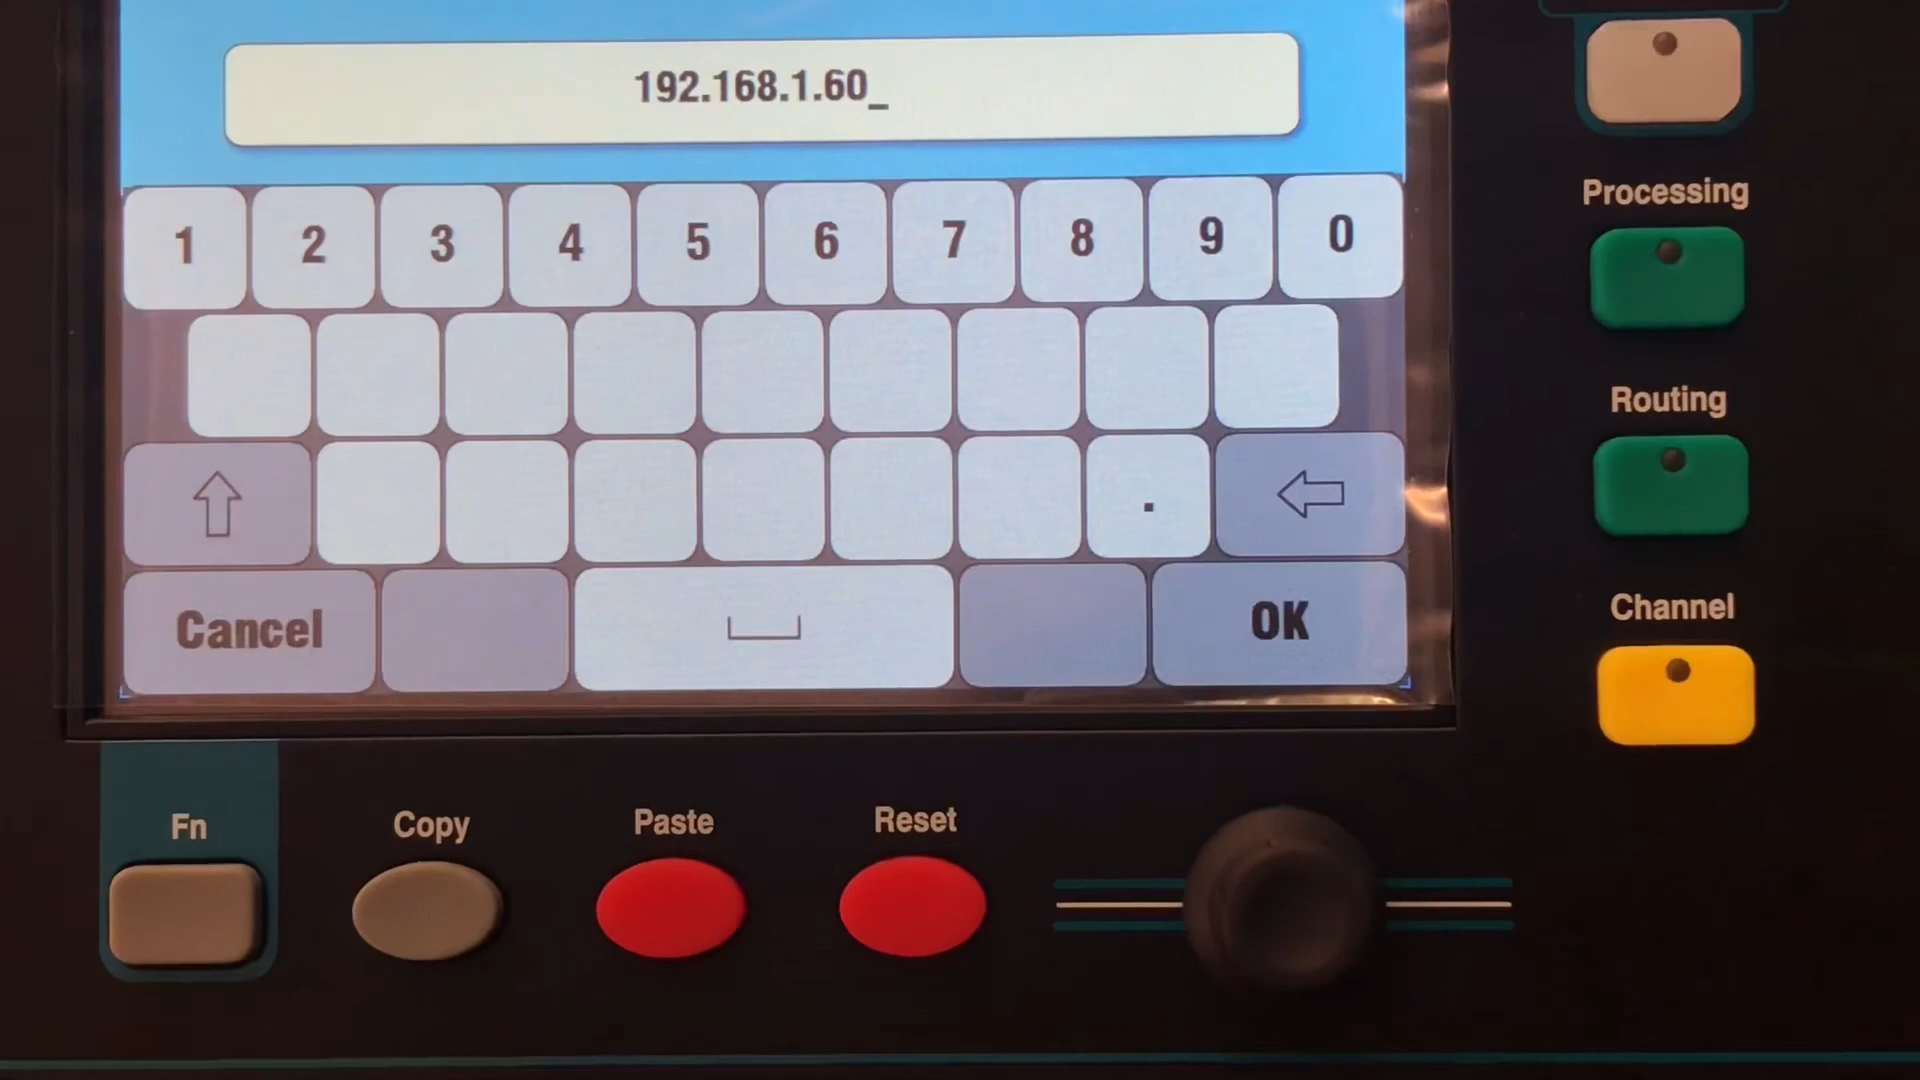 192.168.1.60_
1 2 3 4 5 6 7 8 9 0
.
Cancel OK
Processing
Routing
Channel
Fn Copy Paste Reset